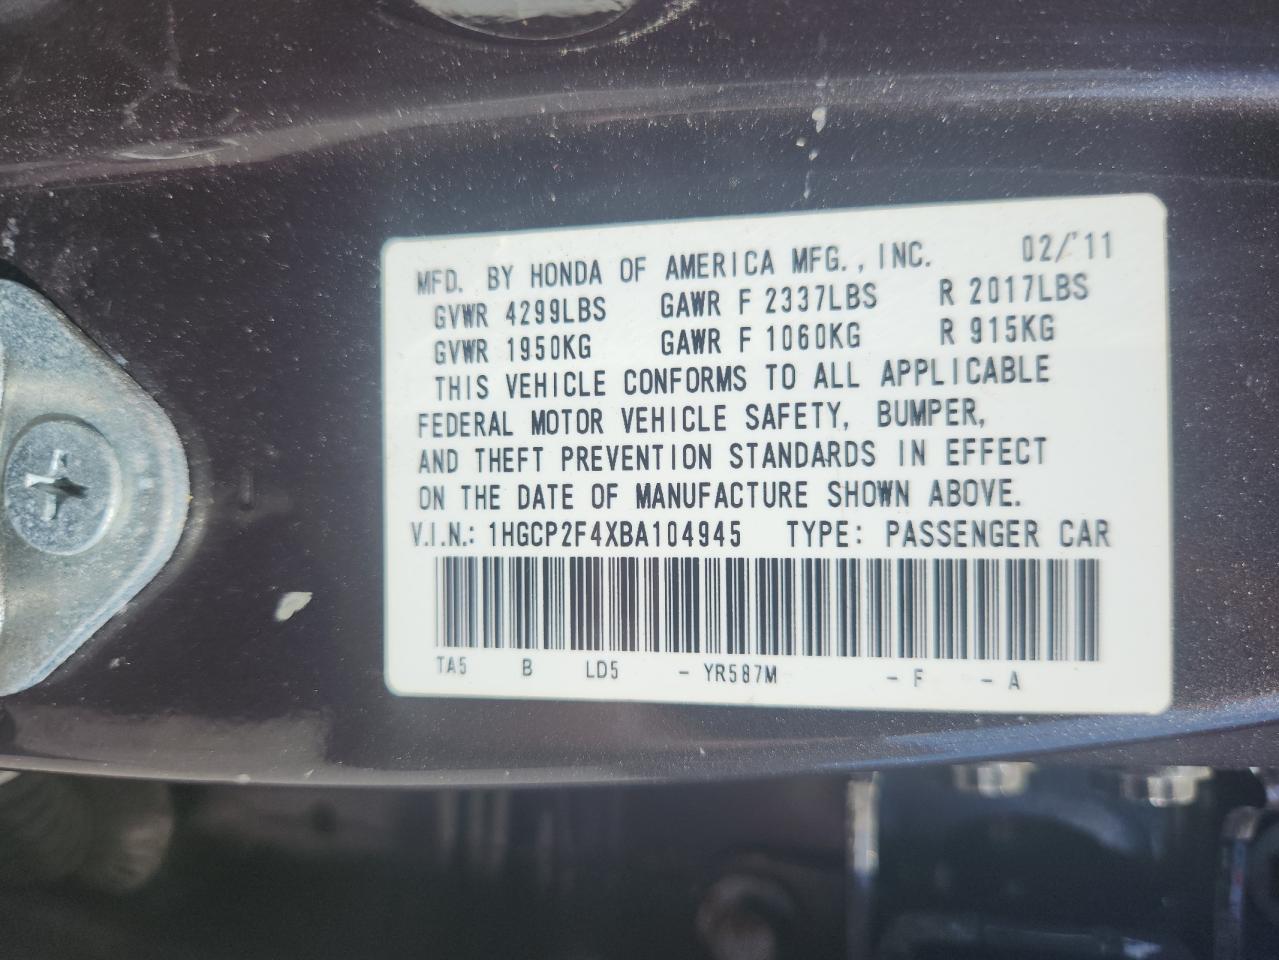 MFD. BY HONDA OF AMERICA MFG., INC. 02/'11
GVWR 4299LBS GAWR F 2337LBS R 2017LBS
GVWR 1950KG GAWR F 1060KG R 915KG
THIS VEHICLE CONFORMS TO ALL APPLICABLE
FEDERAL MOTOR VEHICLE SAFETY, BUMPER,
AND THEFT PREVENTION STANDARDS IN EFFECT
ON THE DATE OF MANUFACTURE SHOWN ABOVE.
V.I.N.: 1HGCP2F4XBA104945 TYPE: PASSENGER CAR
TA5 B LD5 - YR587M - F - A